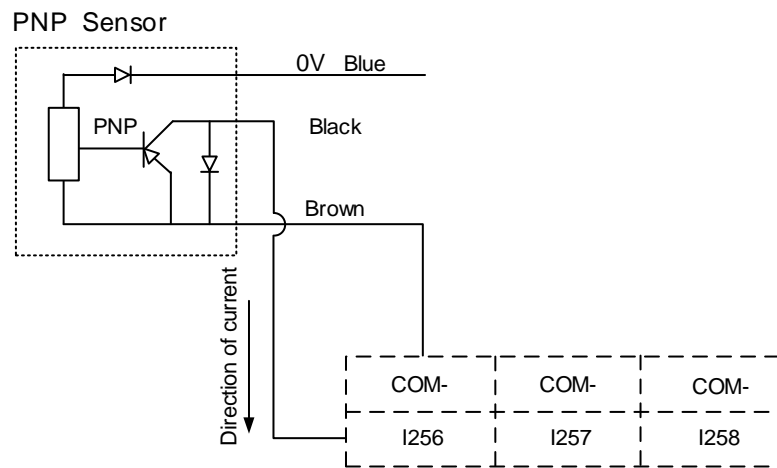 PNP Sensor
0V Blue
PNP
Black
Brown
Direction of current
COM- COM- COM-
I256 I257 I258